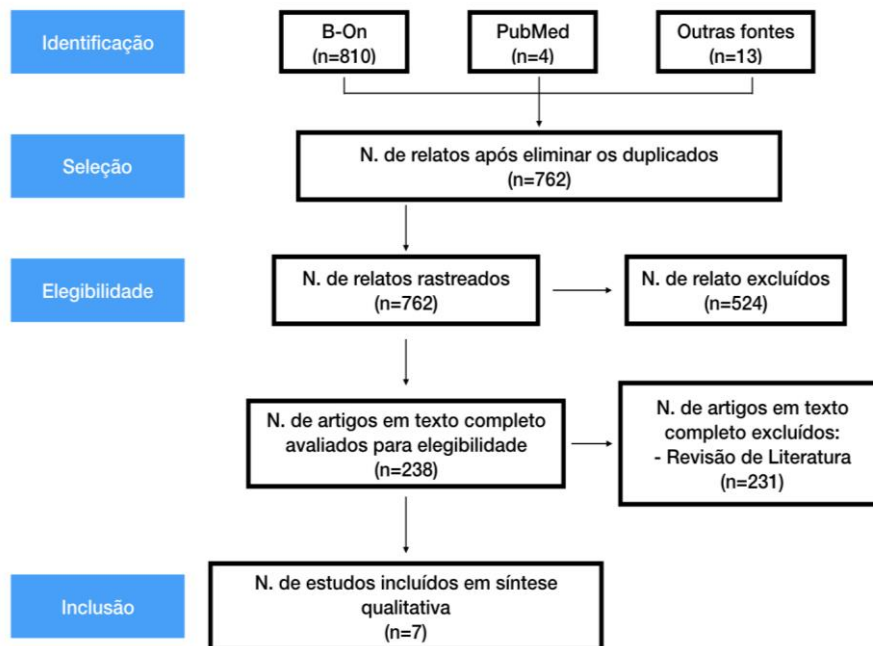 Identificação
B-On
(n=810)
PubMed
(n=4)
Outras fontes
(n=13)
Seleção
N. de relatos após eliminar os duplicados
(n=762)
Elegibilidade
N. de relatos rastreados
(n=762)
N. de relato excluídos
(n=524)
N. de artigos em texto completo
avaliados para elegibilidade
(n=238)
N. de artigos em texto
completo excluídos:
- Revisão de Literatura
(n=231)
Inclusão
N. de estudos incluídos em síntese
qualitativa
(n=7)